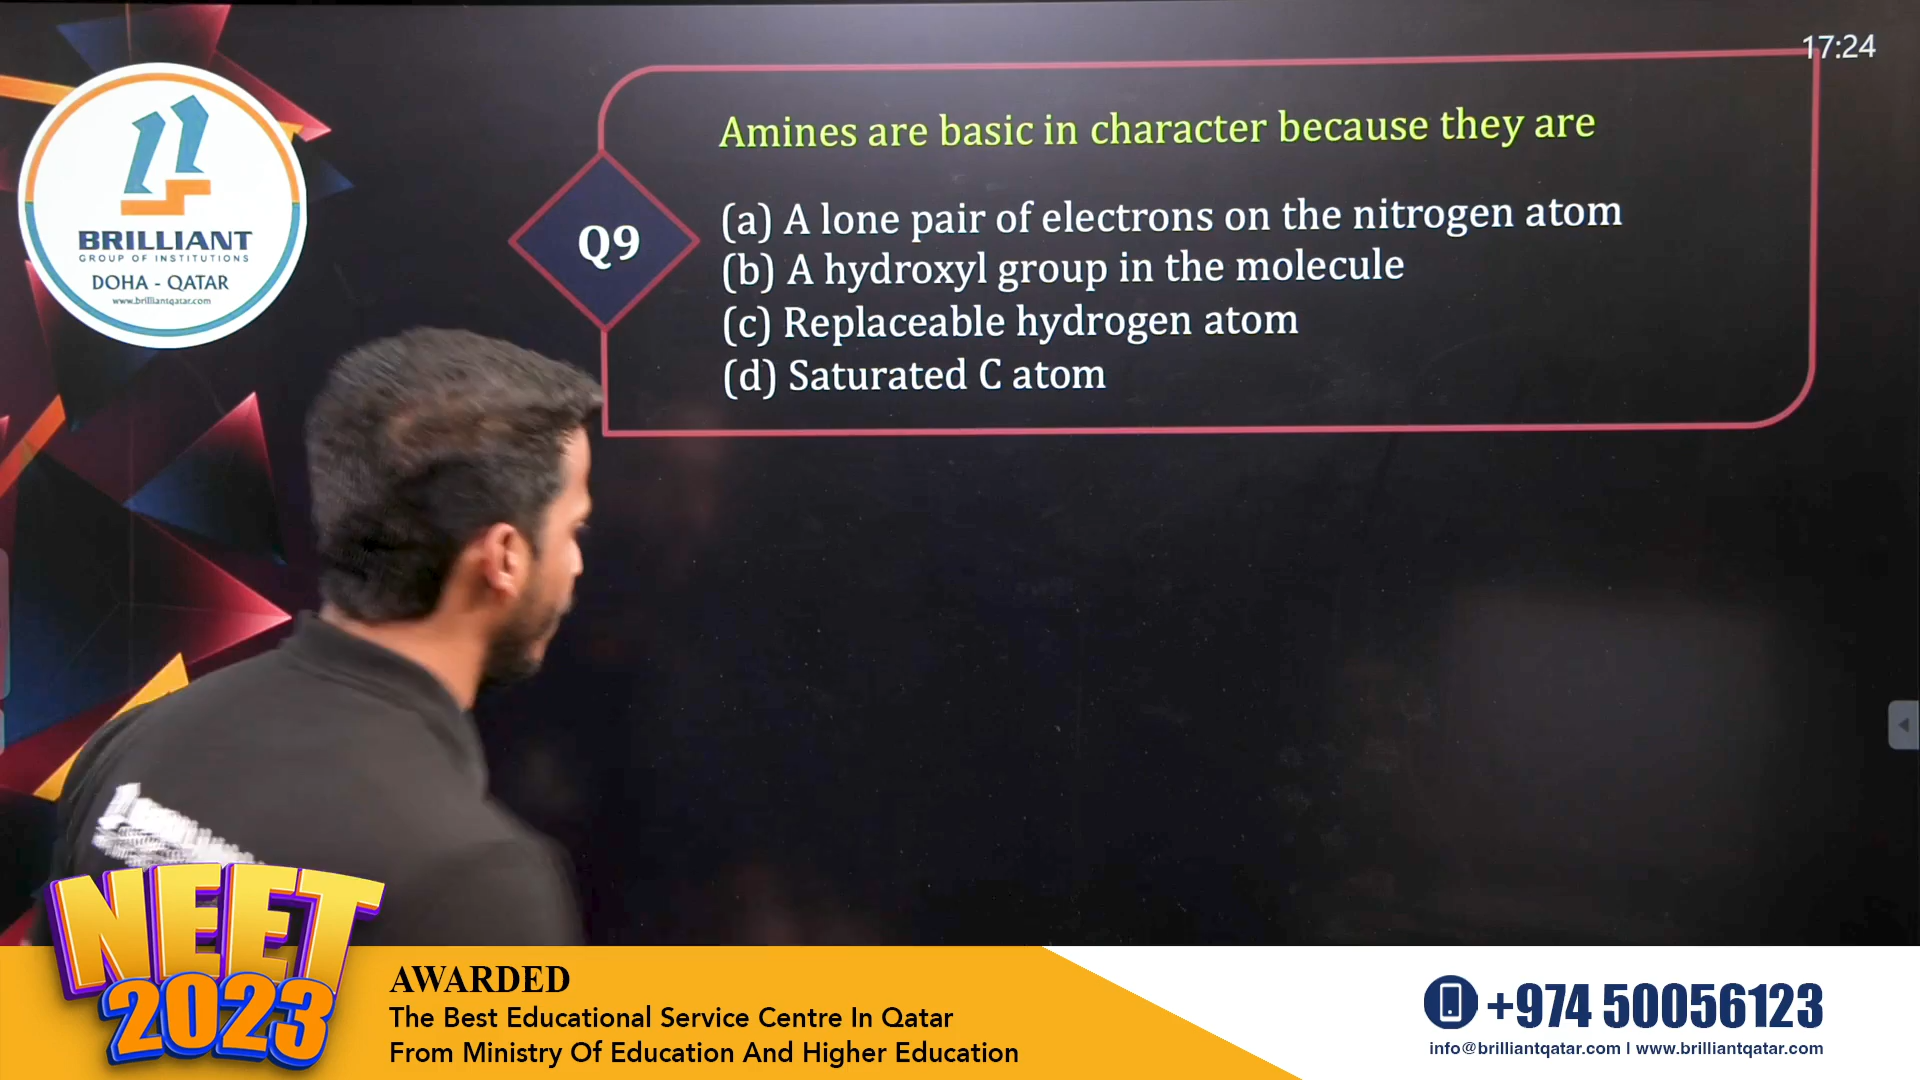 17:24
BRILLIANT
GROUP OF INSTITUTIONS
DOHA - QATAR
www.brilliantqatar.com
Q9
Amines are basic in character because they are
(a) A lone pair of electrons on the nitrogen atom
(b) A hydroxyl group in the molecule
(c) Replaceable hydrogen atom
(d) Saturated C atom
NEET
2023
AWARDED
The Best Educational Service Centre In Qatar
From Ministry Of Education And Higher Education
+974 50056123
info@brilliantqatar.com | www.brilliantqatar.com